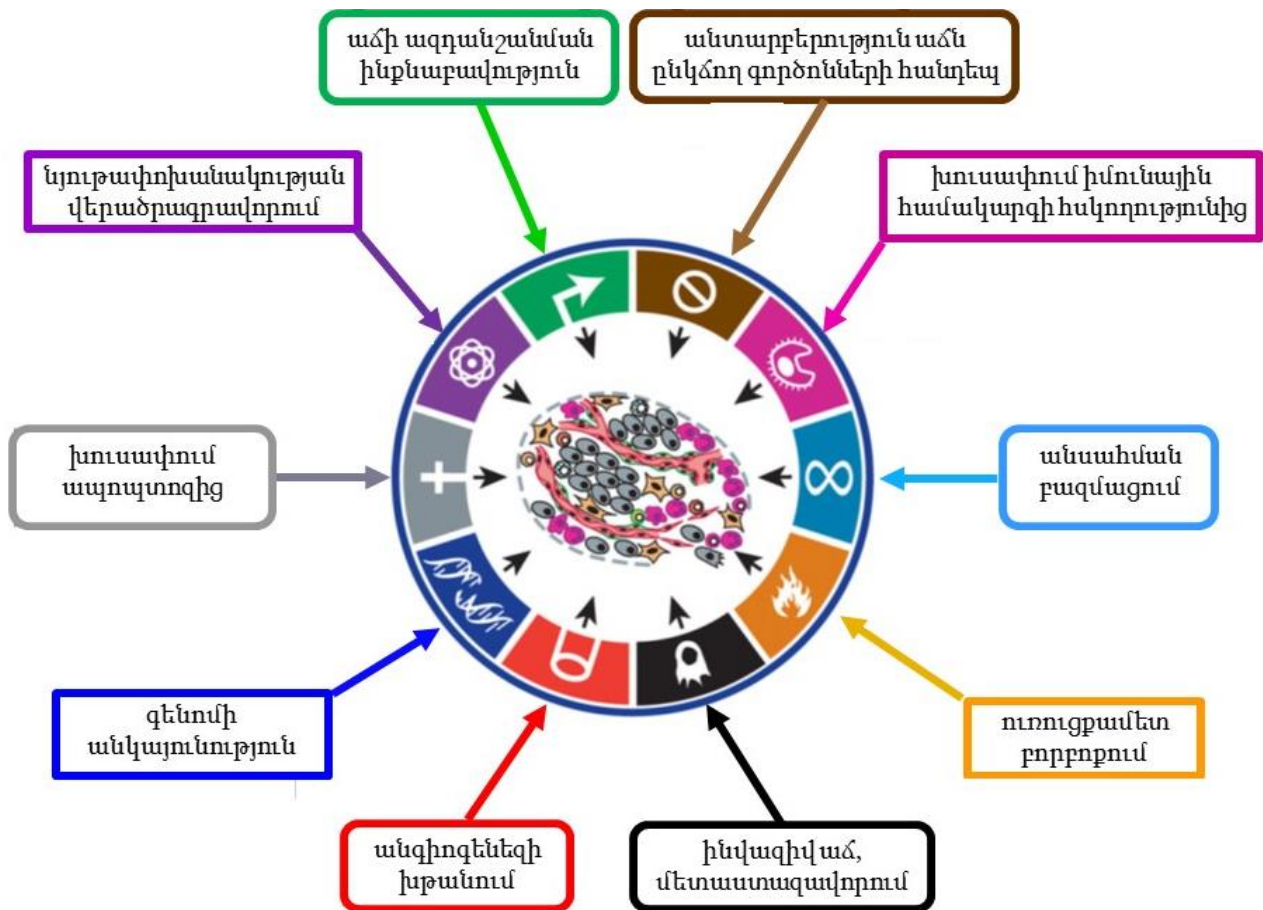 աճի ազդանշանման
ինքնաբավություն
անտարբերություն աճն
ընկճող գործոնների հանդեպ
նյութափոխանակության
վերածրագրավորում
խուսափում իմունային
համակարգի հսկողությունից
խուսափում
ապոպտոզից
անսահման
բազմացում
գենոմի
անկայունություն
ուռուցքամետ
բորբոքում
անգիոգենեզի
խթանում
ինվազիվ աճ,
մետաստազավորում